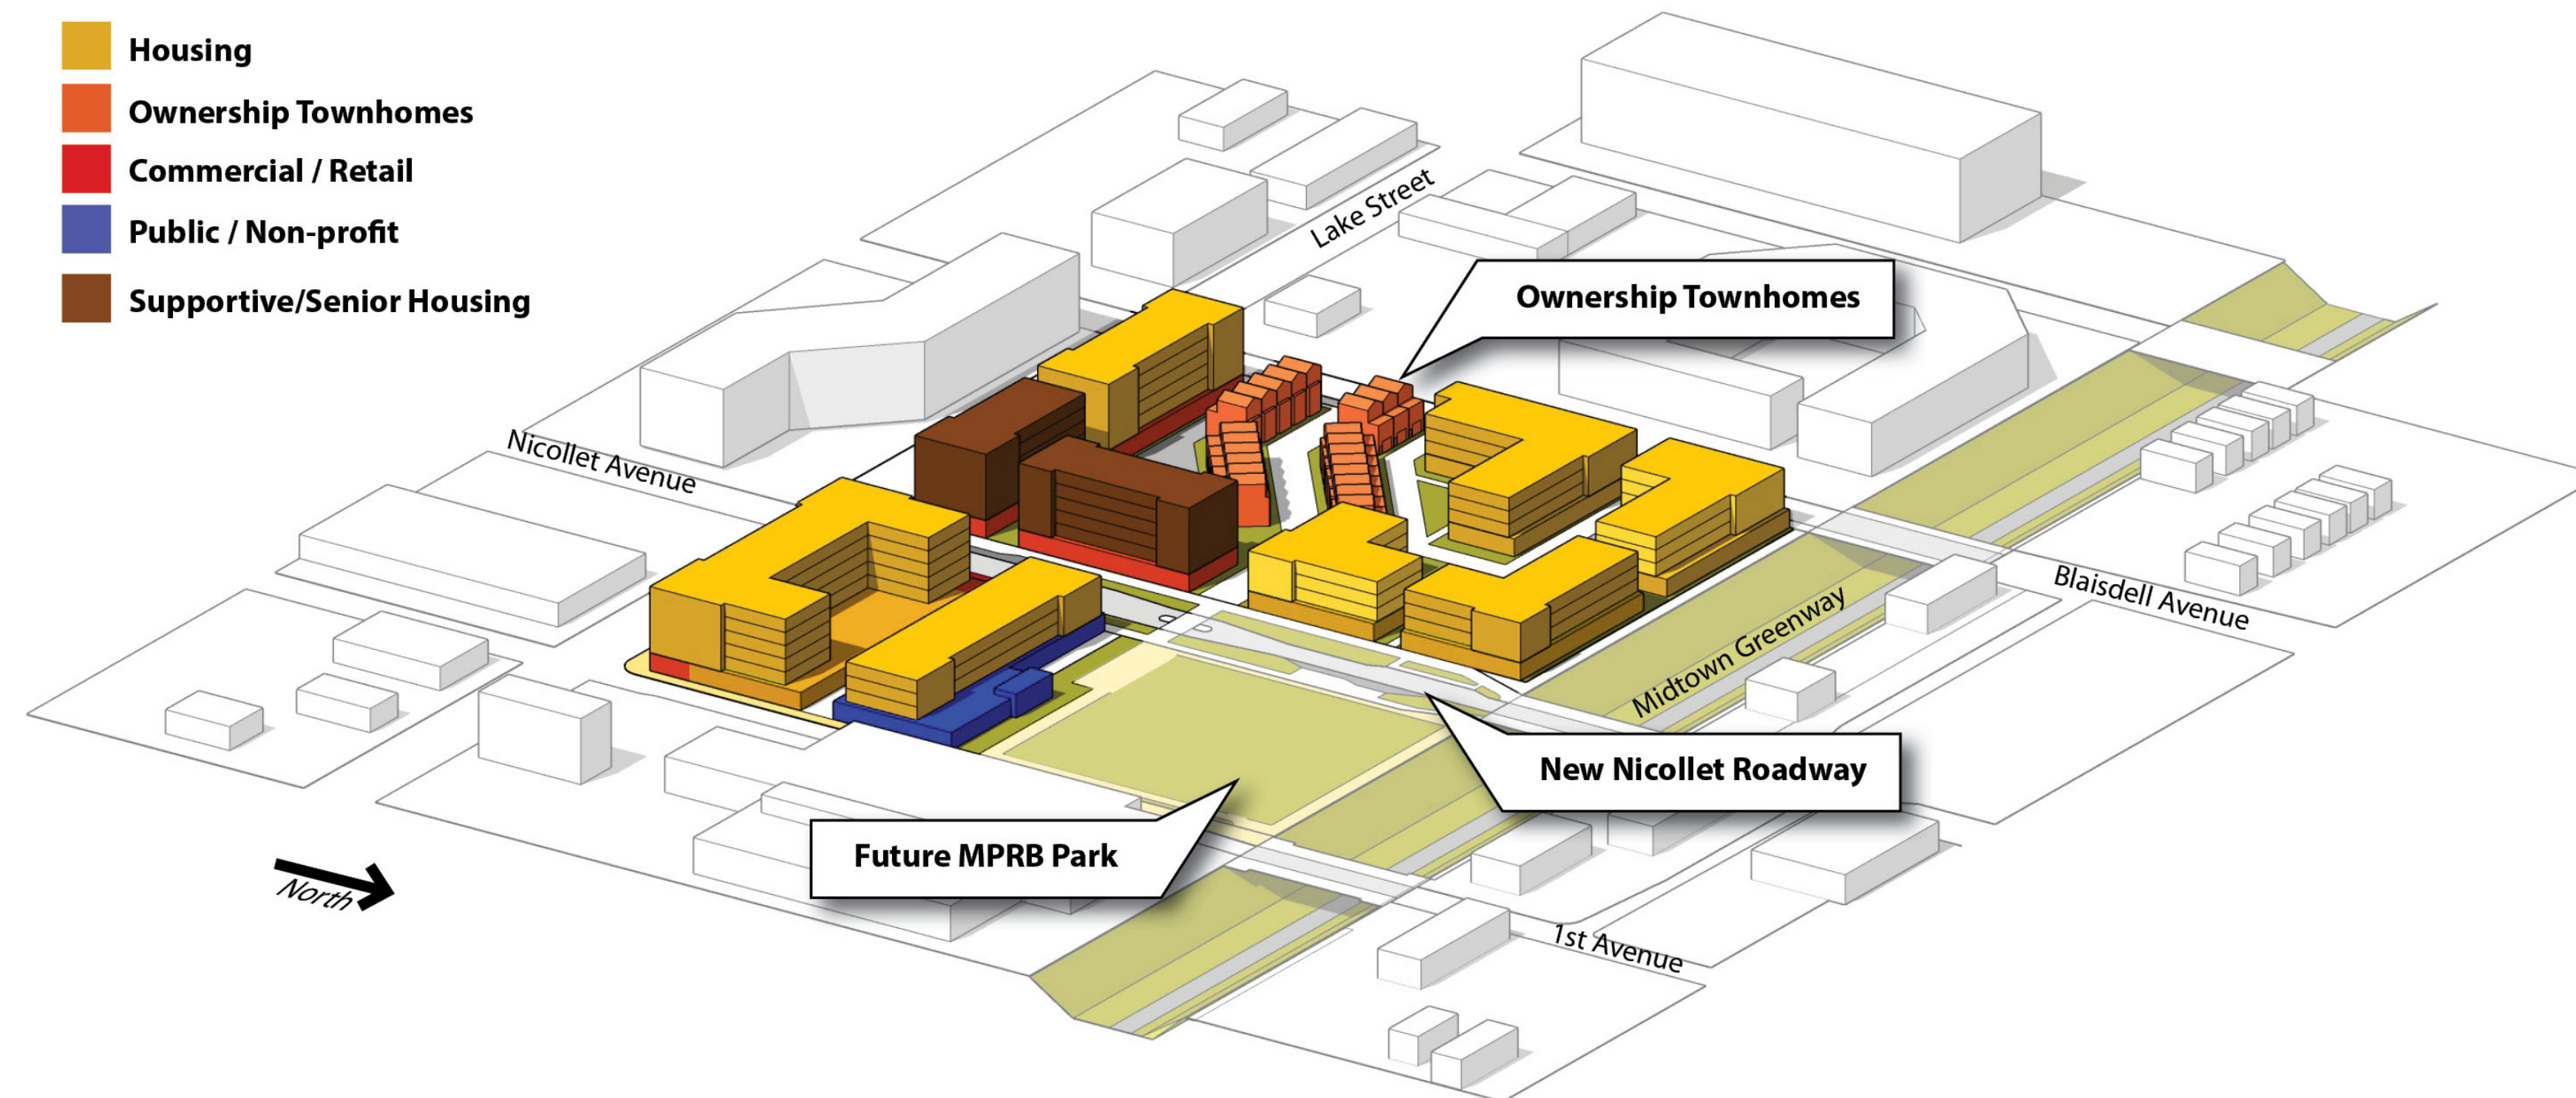 Housing
Ownership Townhomes
Commercial / Retail
Public / Non-profit
Supportive/Senior Housing
Lake Street
Ownership Townhomes
Nicollet Avenue
Blaisdell Avenue
Midtown Greenway
New Nicollet Roadway
Future MPRB Park
North
1st Avenue